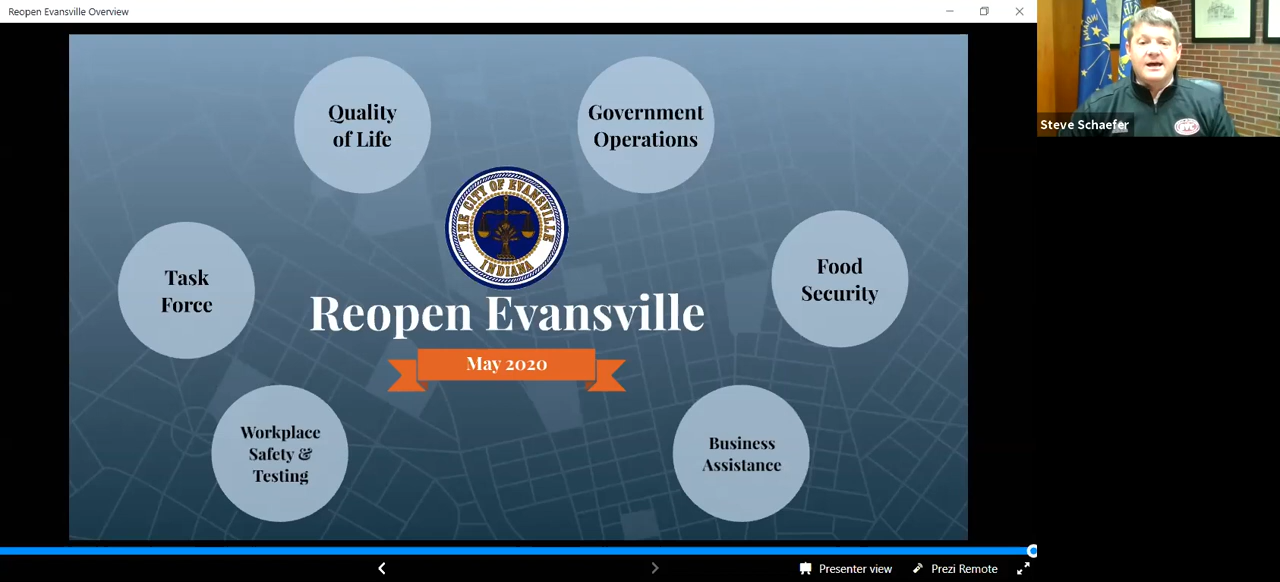 Reopen Evansville Overview
Steve Schaefer
INDIANA
Quality
of Life
Government
Operations
THE CITY OF EVANSVILLE
INDIANA
Task
Force
Food
Security
Reopen Evansville
May 2020
Workplace
Safety &
Testing
Business
Assistance
Presenter view
Prezi Remote